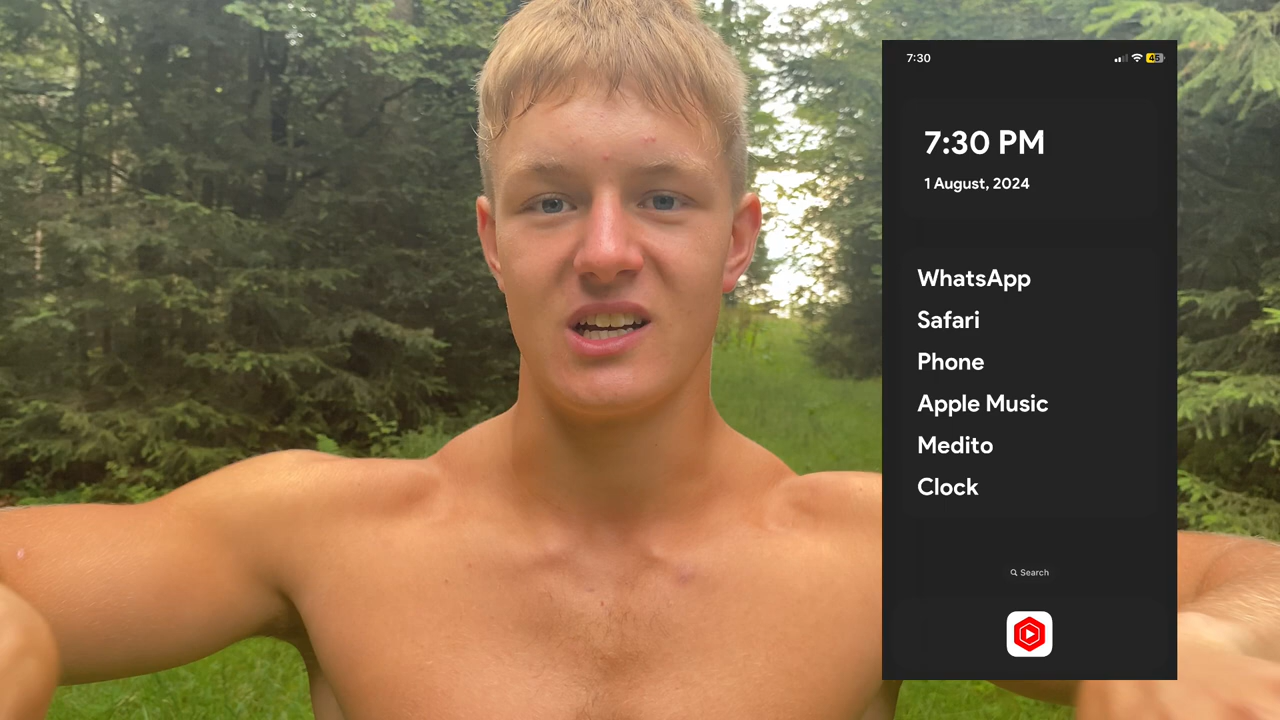 7:30
45
7:30 PM
1 August, 2024
WhatsApp
Safari
Phone
Apple Music
Medito
Clock
Search